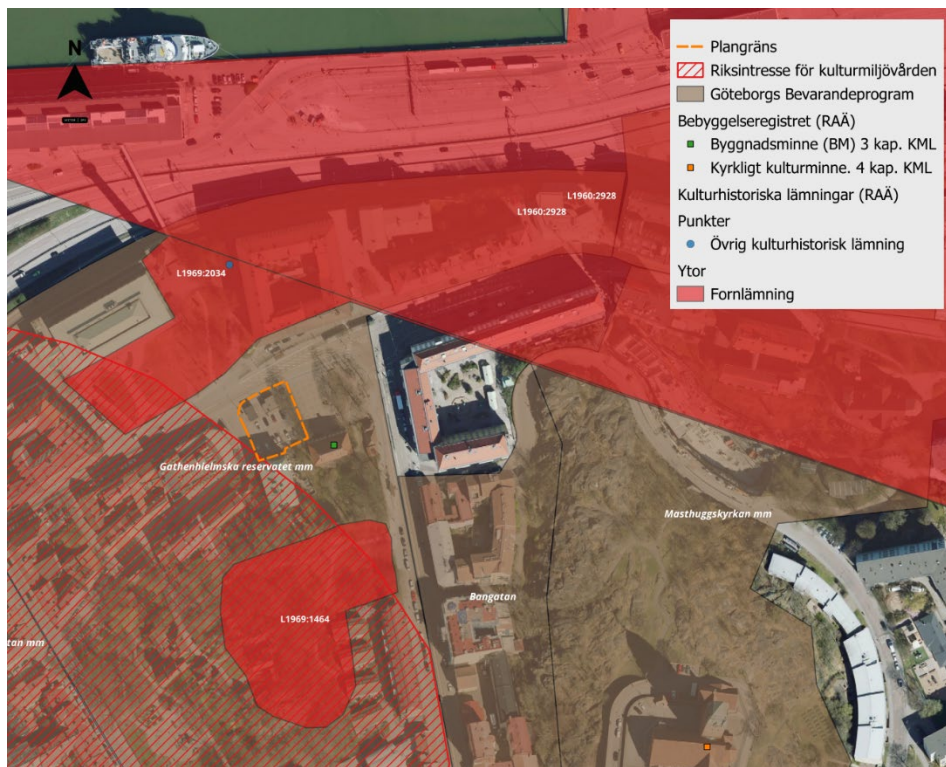 N
Plangräns
Riksintresse för kulturmiljövården
Göteborgs Bevarandeprogram
Bebyggelseregistret (RAÄ)
Byggnadsminne (BM) 3 kap. KML
Kyrkligt kulturminne. 4 kap. KML
Kulturhistoriska lämningar (RAÄ)
Punkter
Övrig kulturhistorisk lämning
Ytor
Fornlämning
L1960:2928
L1960:2928
L1969:2034
Gathenhielmska reservatet mm
Masthuggskyrkan mm
Bangatan
L1969:1464
tan mm